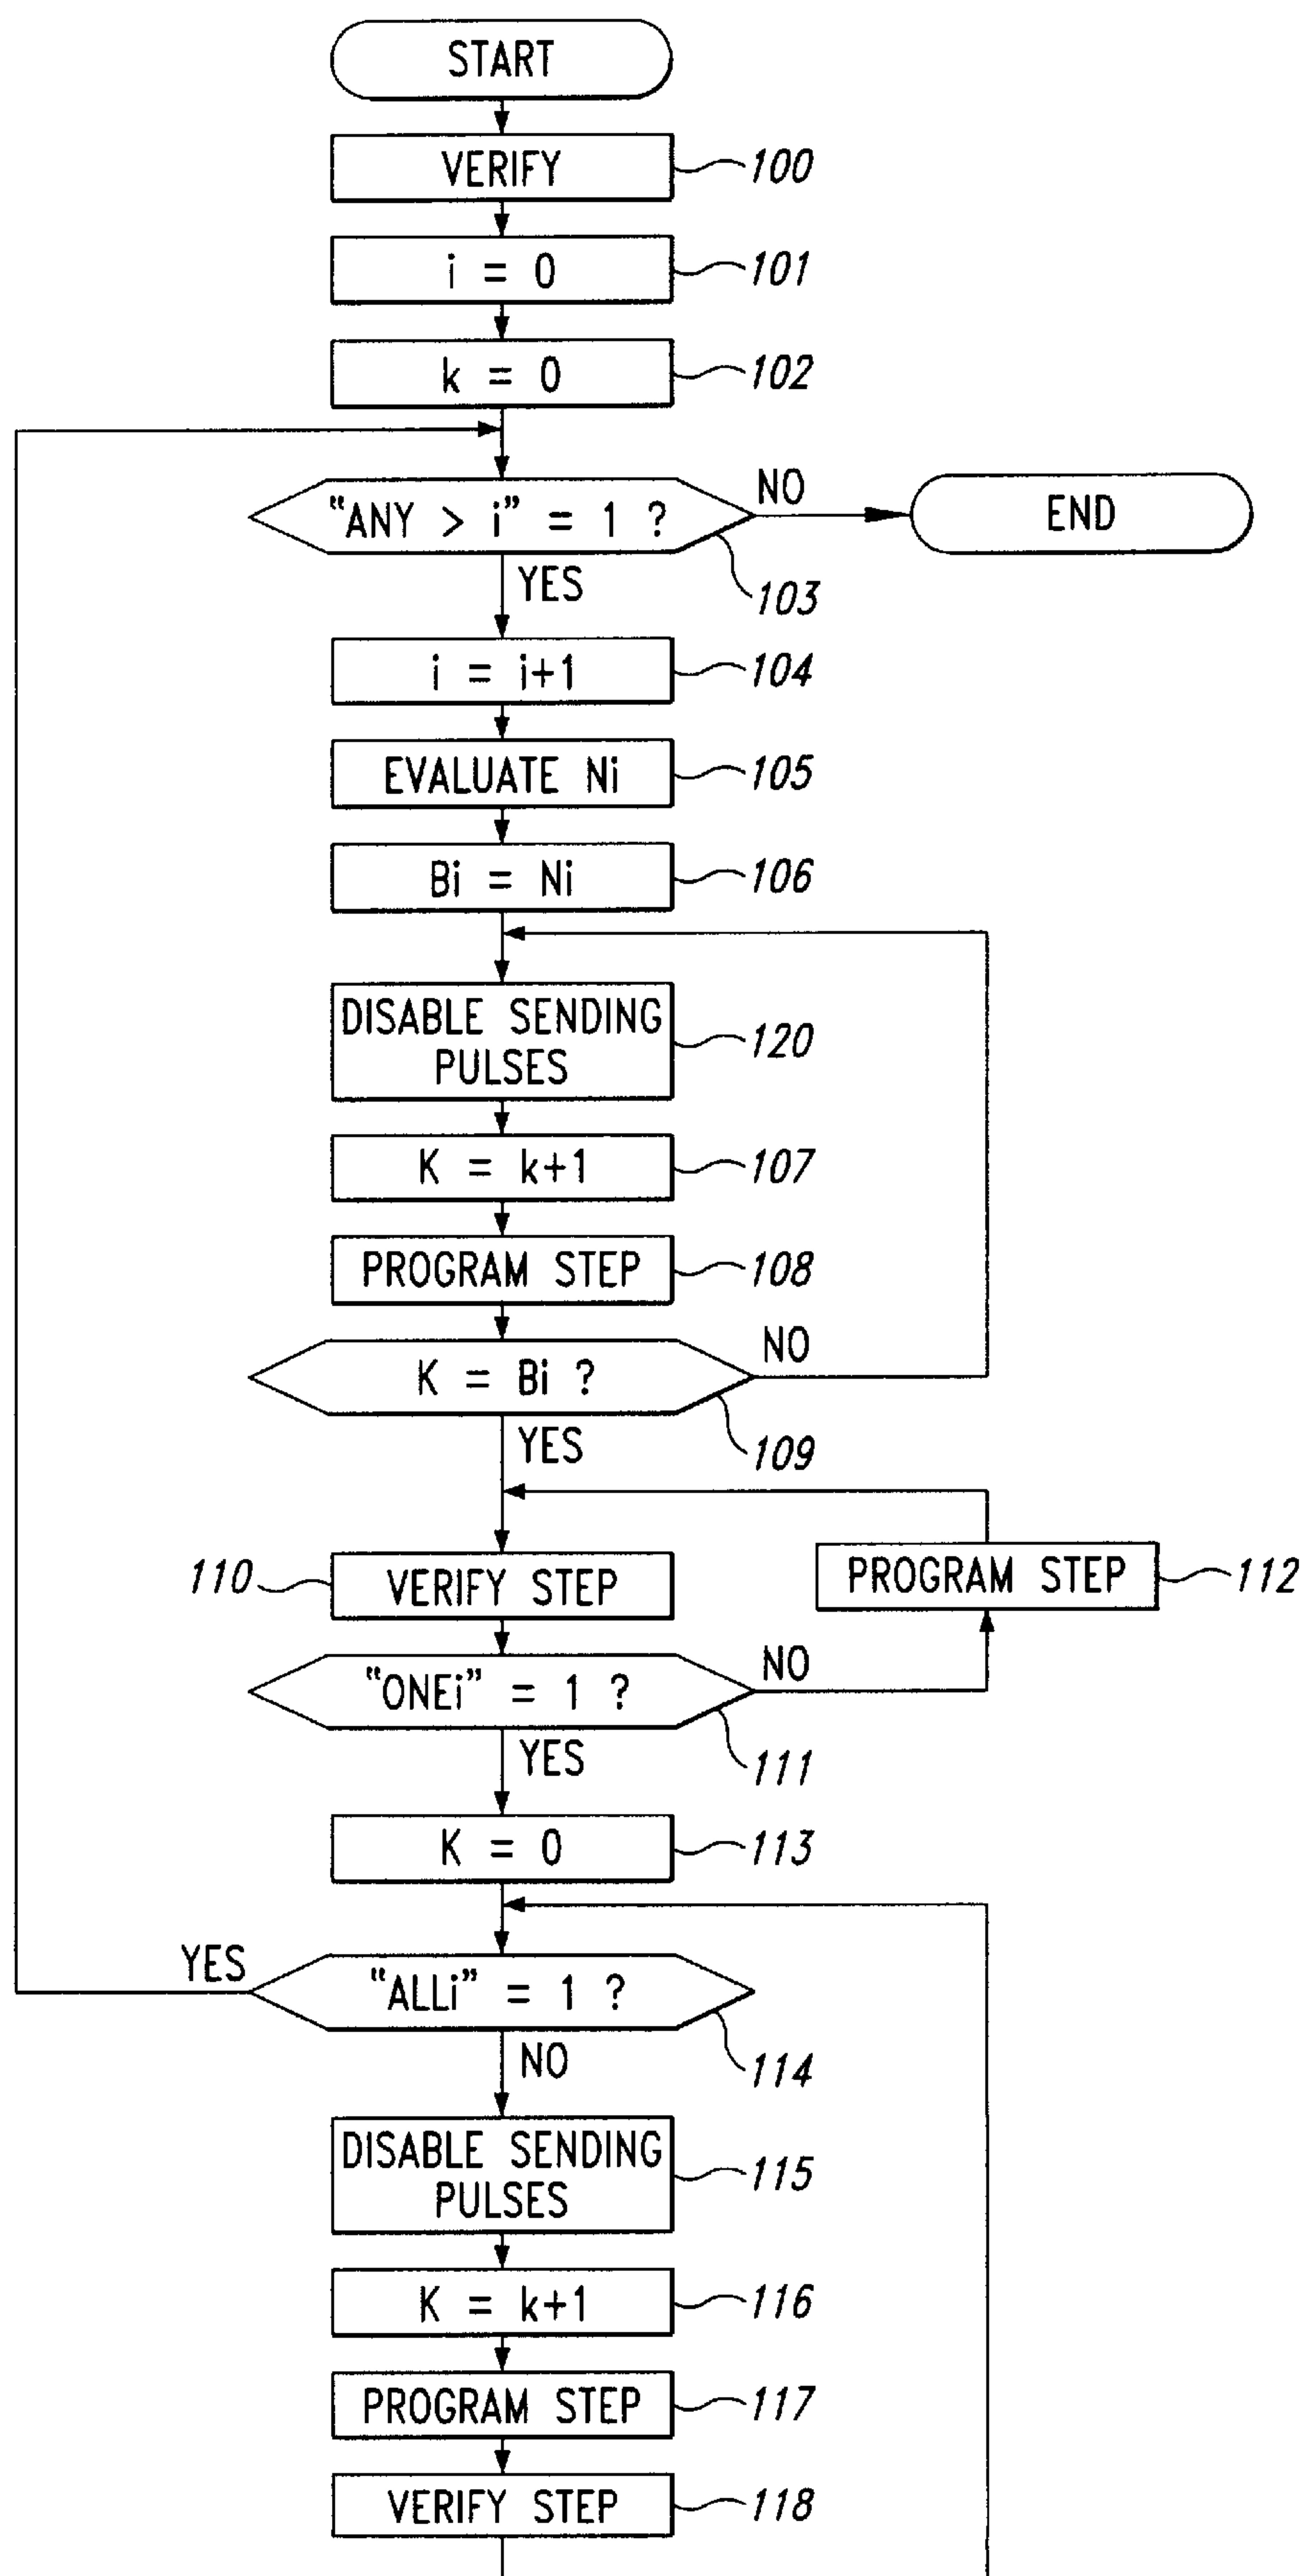 START
VERIFY
100
i = 0
101
k = 0
102
"ANY > i" = 1 ?
NO
END
YES
103
i = i+1
104
EVALUATE Ni
105
Bi = Ni
106
DISABLE SENDING
PULSES
120
K = k+1
107
PROGRAM STEP
108
K = Bi ?
NO
YES
109
110
VERIFY STEP
PROGRAM STEP
112
"ONEi" = 1 ?
NO
YES
111
K = 0
113
YES
"ALLi" = 1 ?
NO
114
DISABLE SENDING
PULSES
115
K = k+1
116
PROGRAM STEP
117
VERIFY STEP
118